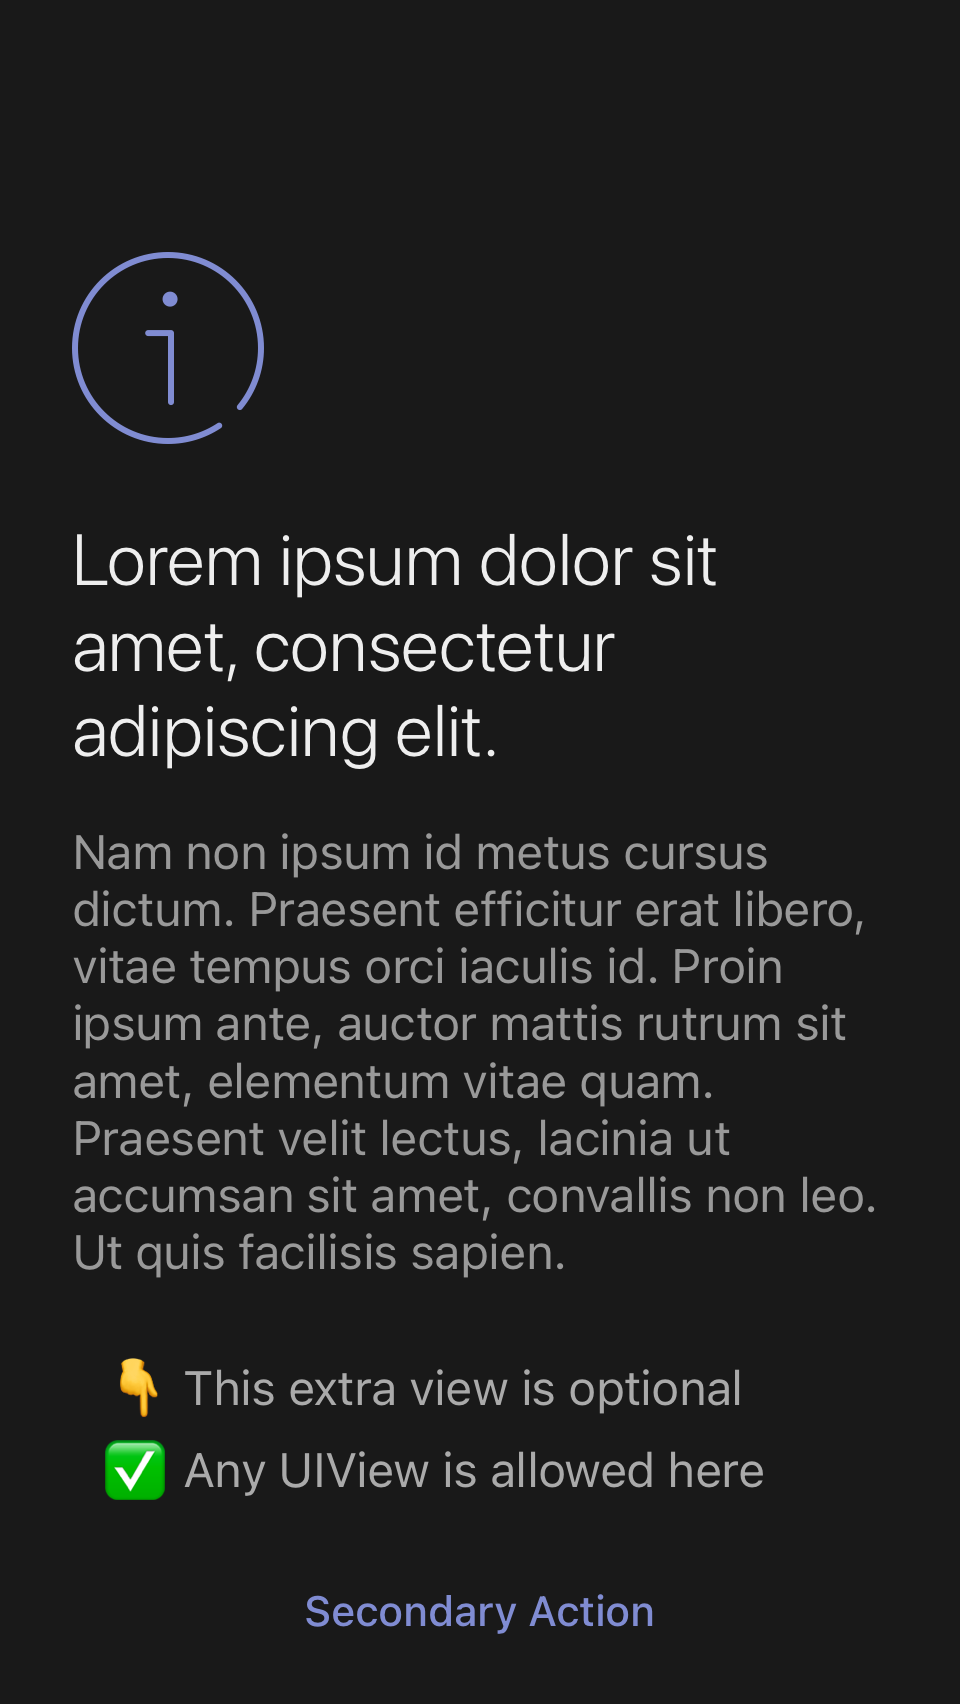 Lorem ipsum dolor sit
amet, consectetur
adipiscing elit.
Nam non ipsum id metus cursus
dictum. Praesent efficitur erat libero,
vitae tempus orci iaculis id. Proin
ipsum ante, auctor mattis rutrum sit
amet, elementum vitae quam.
Praesent velit lectus, lacinia ut
accumsan sit amet, convallis non leo.
Ut quis facilisis sapien.
👇 This extra view is optional
✅ Any UIView is allowed here
Secondary Action